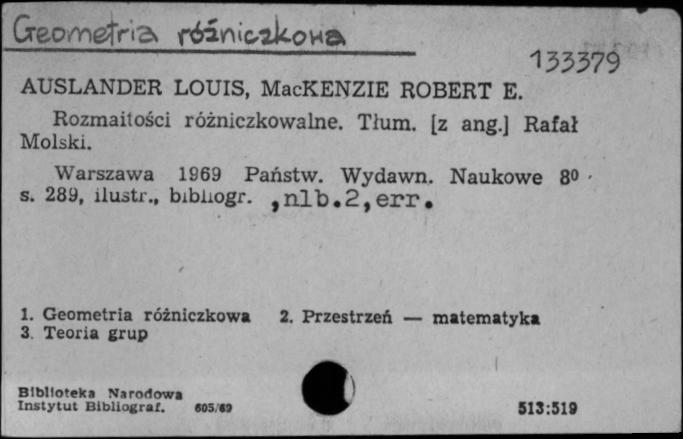 Geometria różniczkowa
133379
AUSLANDER LOUIS, MacKENZIE ROBERT E.
Rozmaitości różniczkowalne. Tłum. [z ang.] Rafał
Molski.
Warszawa 1969 Państw. Wydawn. Naukowe 8⁰
s. 289, ilustr., bibliogr. ,nlb.2,err.
1. Geometria różniczkowa 2. Przestrzeń — matematyka
3. Teoria grup
Biblioteka Narodowa
Instytut Bibliograf. 605/69
513:519